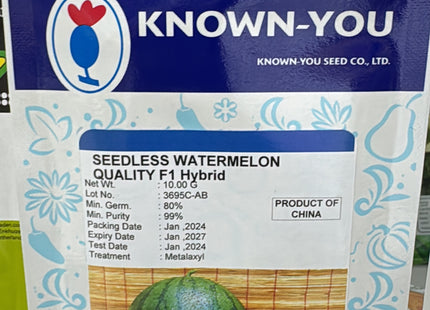 KNOWN-YOU
KNOWN-YOU SEED CO., LTD.
SEEDLESS WATERMELON
QUALITY F1 Hybrid
Net Wt. : 10.00 G
Lot No. : 3695C-AB
Min. Germ. : 80%
Min. Purity : 99%
Packing Date : Jan ,2024
Expiry Date : Jan ,2027
Test Date : Jan ,2024
Treatment : Metalaxyl
PRODUCT OF
CHINA